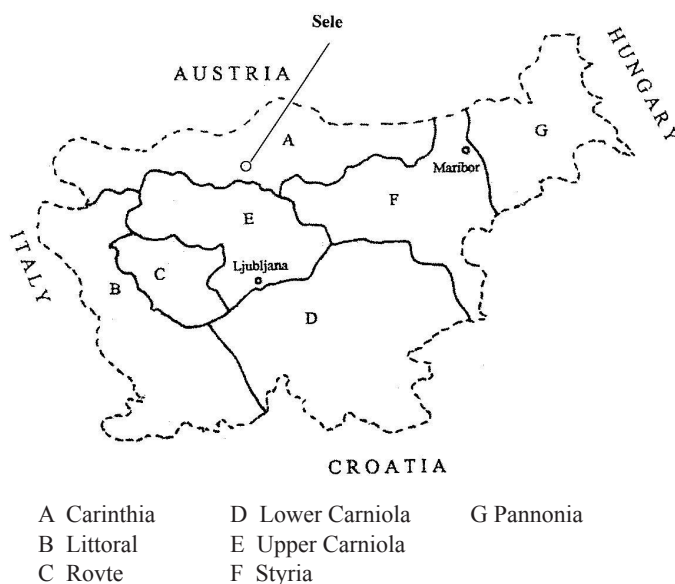 Sele
AUSTRIA
HUNGARY
A
G
Maribor
F
E
ITALY
C
Ljubljana
B
D
CROATIA
A Carinthia D Lower Carniola G Pannonia
B Littoral E Upper Carniola
C Rovte F Styria